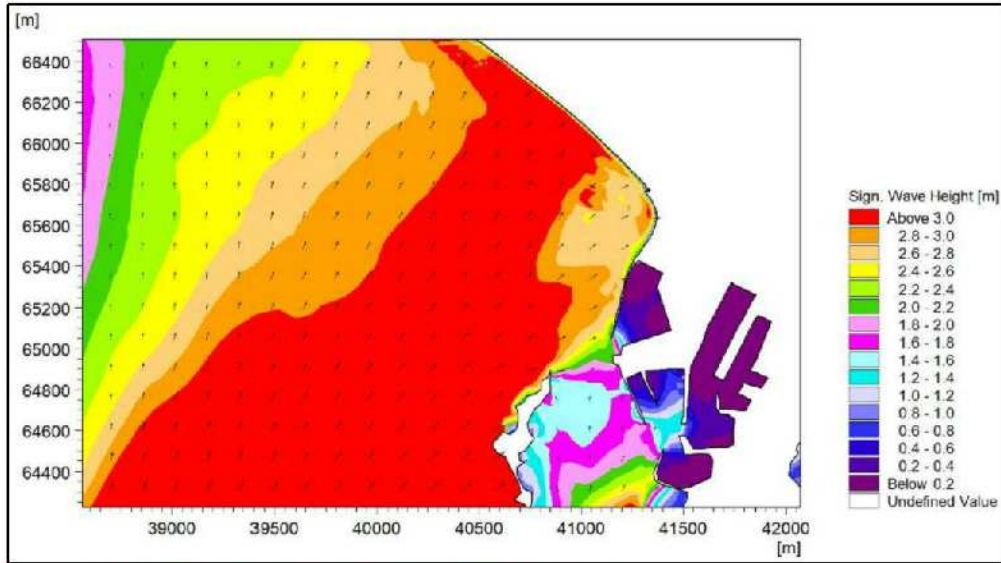 [m]
66400
66200
66000
65800
65600
65400
65200
65000
64800
64600
64400
39000 39500 40000 40500 41000 41500 42000
[m]
Sign. Wave Height [m]
Above 3.0
2.8 - 3.0
2.6 - 2.8
2.4 - 2.6
2.2 - 2.4
2.0 - 2.2
1.8 - 2.0
1.6 - 1.8
1.4 - 1.6
1.2 - 1.4
1.0 - 1.2
0.8 - 1.0
0.6 - 0.8
0.4 - 0.6
0.2 - 0.4
Below 0.2
Undefined Value